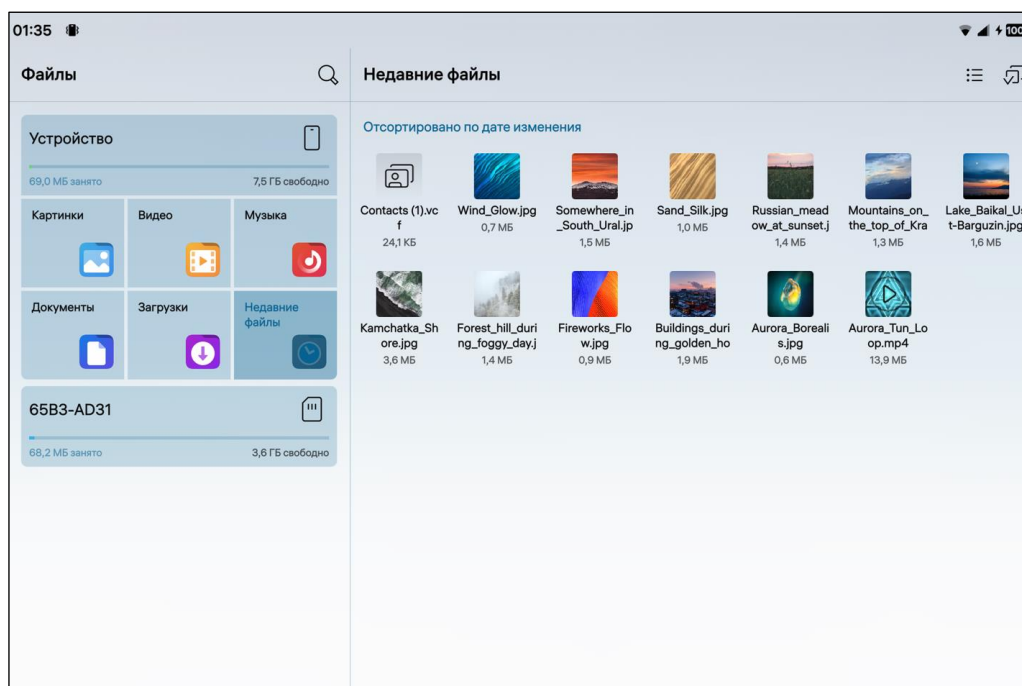 01:35
100
Файлы
Недавние файлы
Устройство
69,0 МБ занято
7,5 ГБ свободно
Картинки
Видео
Музыка
Документы
Загрузки
Недавние
файлы
65B3-AD31
68,2 МБ занято
3,6 ГБ свободно
Отсортировано по дате изменения
Contacts (1).vc
f
24,1 КБ
Wind_Glow.jpg
0,7 МБ
Somewhere_in
_South_Ural.jp
1,5 МБ
Sand_Silk.jpg
1,0 МБ
Russian_mead
ow_at_sunset.j
1,4 МБ
Mountains_on_
the_top_of_Kra
1,3 МБ
Lake_Baikal_Us
t-Barguzin.jpg
1,6 МБ
Kamchatka_Sh
ore.jpg
3,6 МБ
Forest_hill_duri
ng_foggy_day.j
1,4 МБ
Fireworks_Flo
w.jpg
0,9 МБ
Buildings_duri
ng_golden_ho
1,9 МБ
Aurora_Boreali
s.jpg
0,6 МБ
Aurora_Tun_Lo
op.mp4
13,9 МБ